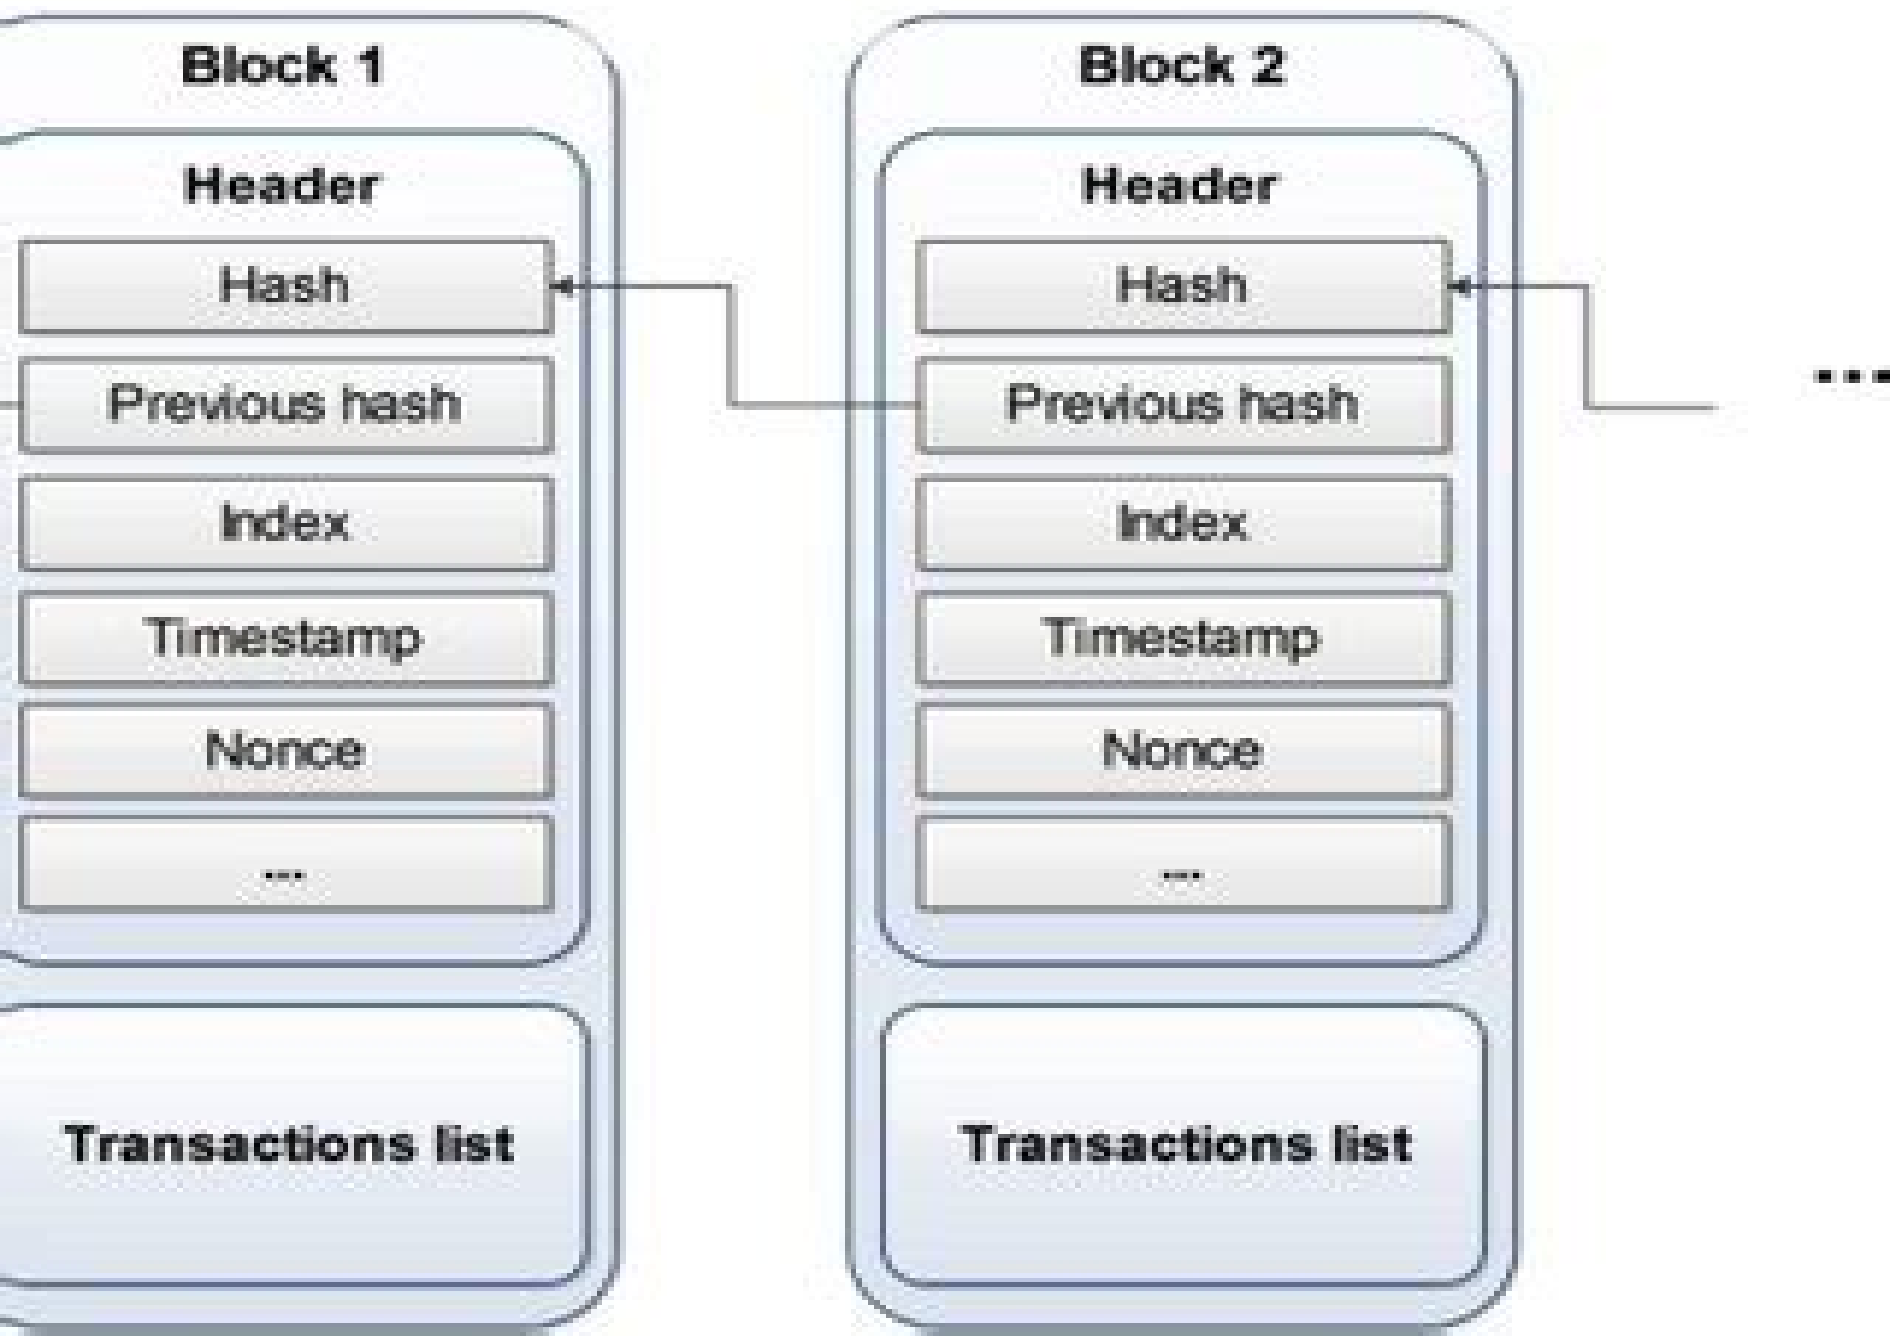 Block 1
Header
Hash
Previous hash
Index
Timestamp
Nonce
...
Transactions list
Block 2
Header
Hash
Previous hash
Index
Timestamp
Nonce
...
Transactions list
...